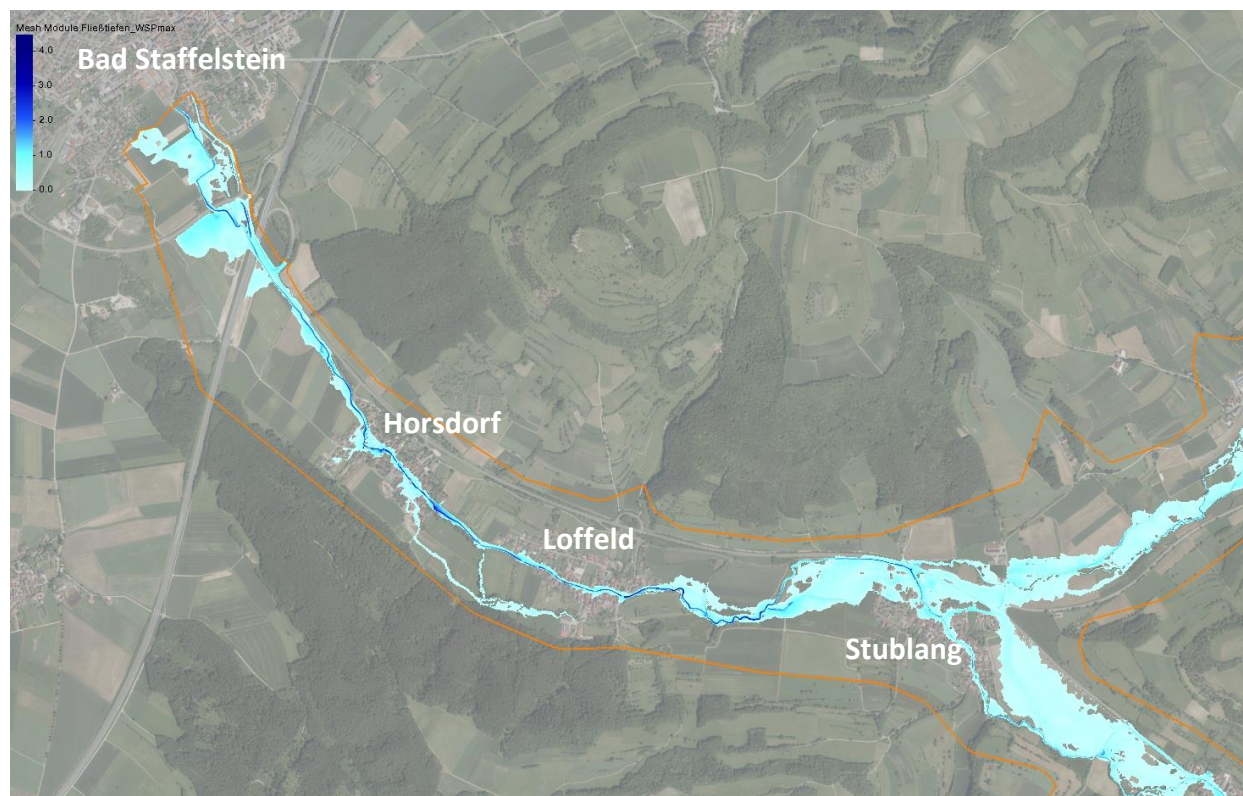 Mesh Module Fließtiefen_WSPmax
4.0
3.0
2.0
1.0
0.0
Bad Staffelstein
Horsdorf
Loffeld
Stublang